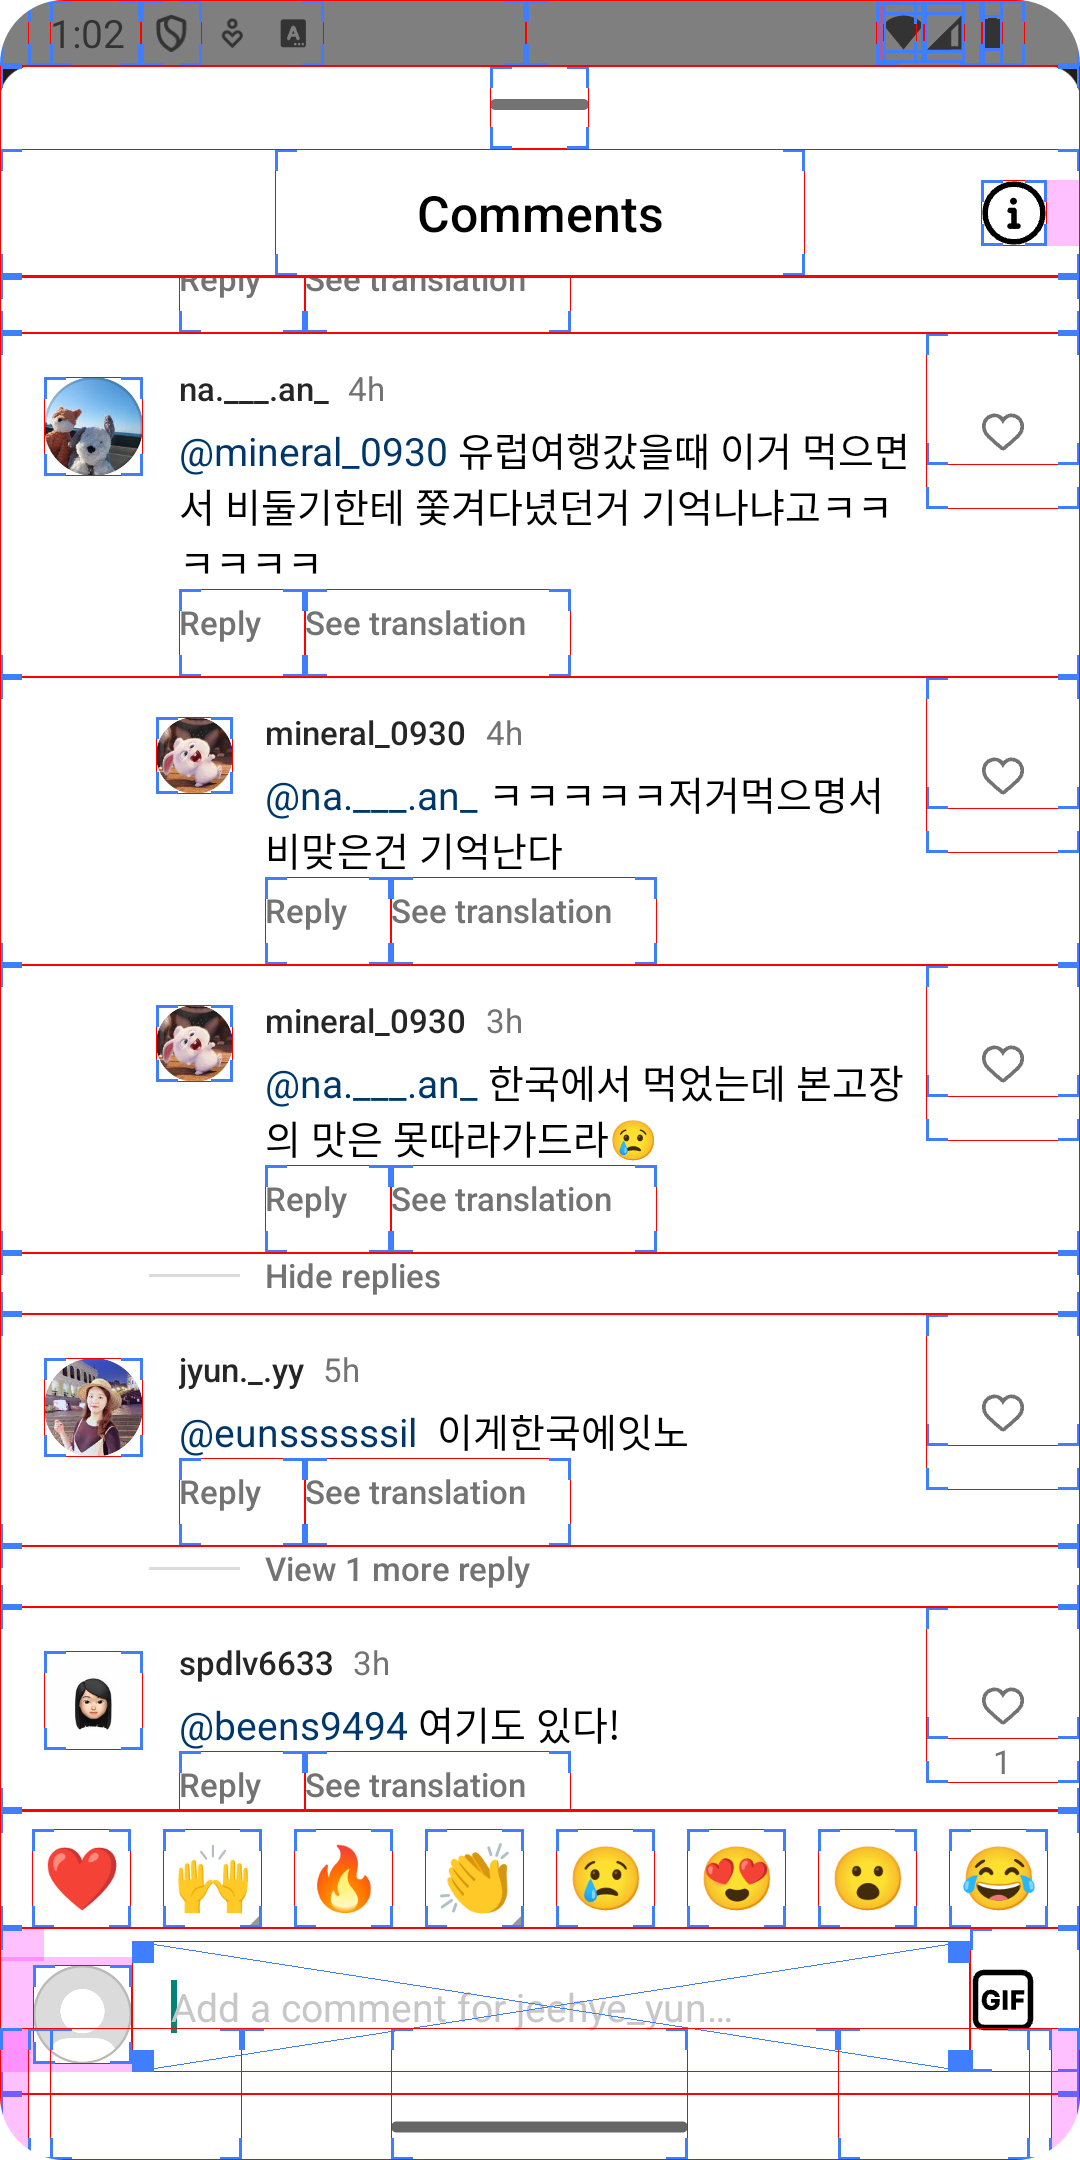 1:02
Comments
Reply See translation
na.___.an_ 4h
@mineral_0930 유럽여행갔을때 이거 먹으면
서 비둘기한테 쫓겨다녔던거 기억나냐고ㅋㅋ
ㅋㅋㅋㅋ
Reply See translation
mineral_0930 4h
@na.___.an_ ㅋㅋㅋㅋㅋ저거먹으명서
비맞은건 기억난다
Reply See translation
mineral_0930 3h
@na.___.an_ 한국에서 먹었는데 본고장
의 맛은 못따라가드라😢
Reply See translation
Hide replies
jyun._.yy 5h
@eunssssssil 이게한국에잇노
Reply See translation
View 1 more reply
spdlv6633 3h
@beens9494 여기도 있다!
1
Reply See translation
Add a comment for jeehye_yun...
GIF